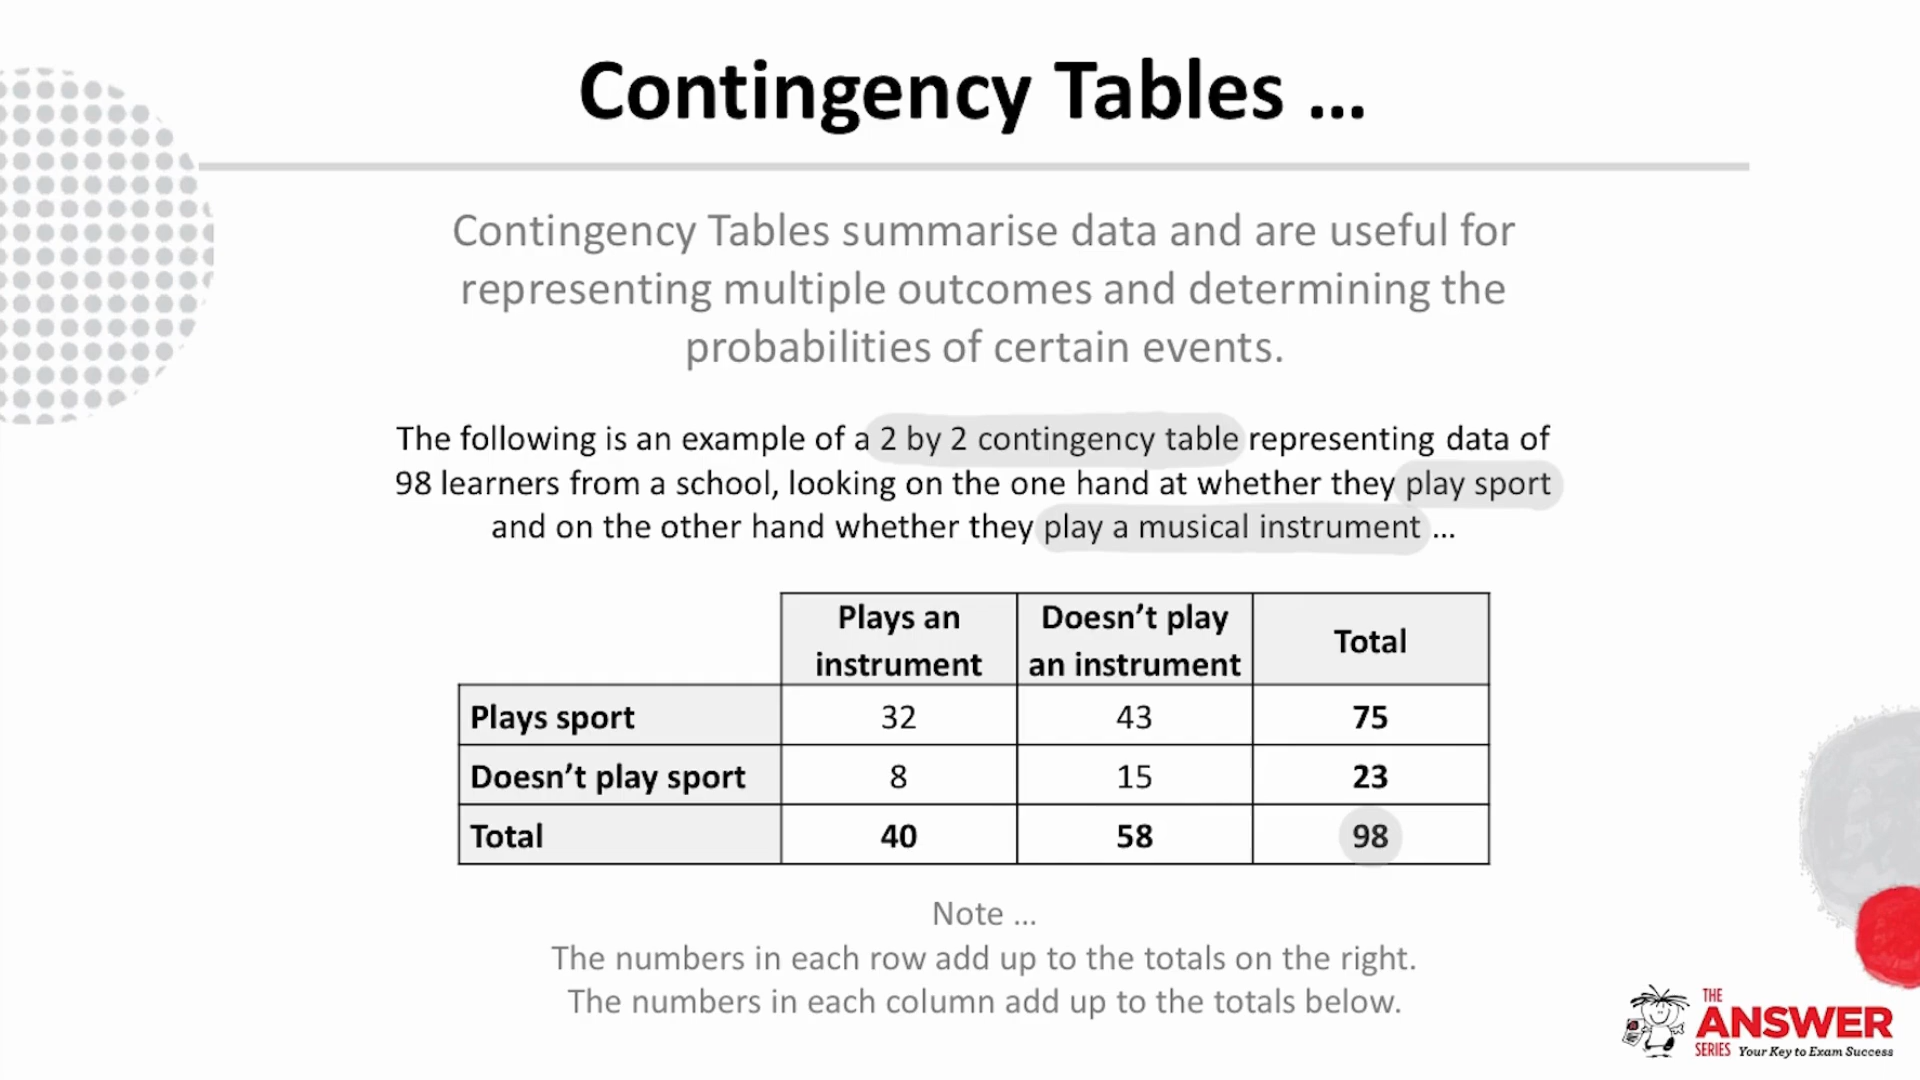 Contingency Tables ...
Contingency Tables summarise data and are useful for
representing multiple outcomes and determining the
probabilities of certain events.
The following is an example of a 2 by 2 contingency table representing data of
98 learners from a school, looking on the one hand at whether they play sport
and on the other hand whether they play a musical instrument ...
Plays an instrument Doesn’t play an instrument Total
Plays sport 32 43 75
Doesn’t play sport 8 15 23
Total 40 58 98
Note ...
The numbers in each row add up to the totals on the right.
The numbers in each column add up to the totals below.
THE
ANSWER
SERIES Your Key to Exam Success